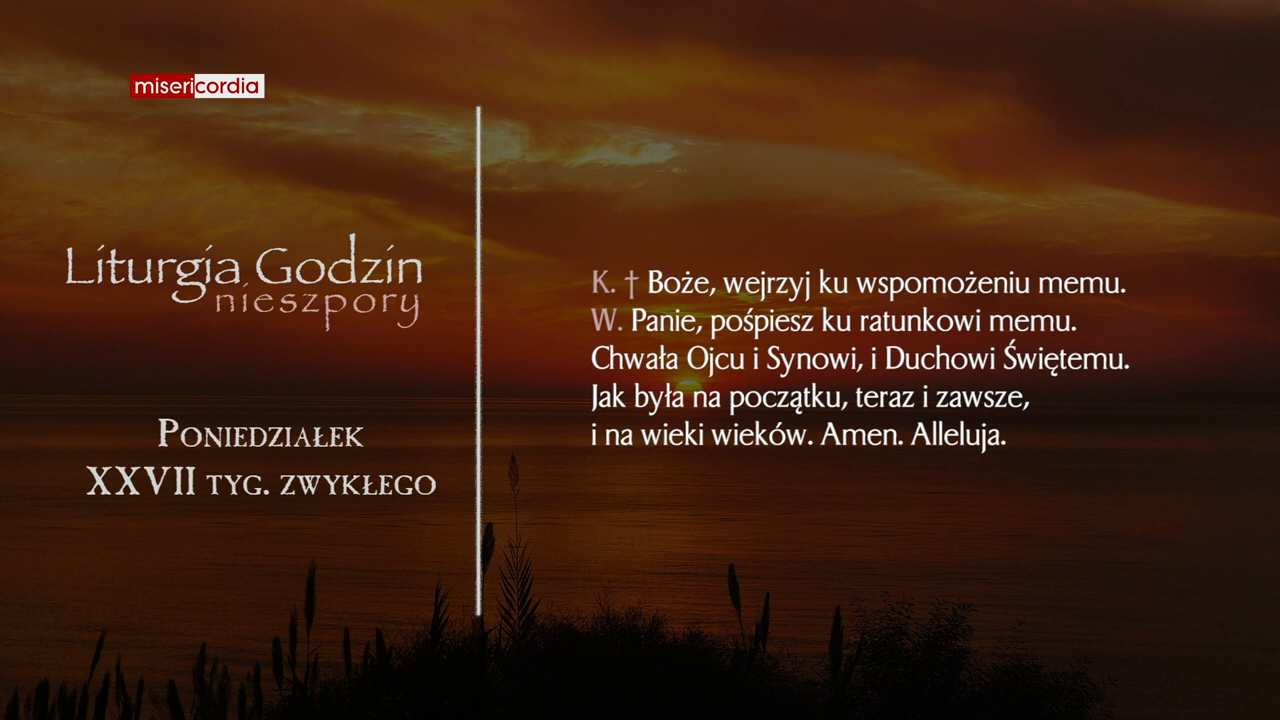 misericordia
Liturgia Godzin
nieszpory
Poniedziałek
XXVII tyg. zwykłego
K. † Boże, wejrzyj ku wspomożeniu memu.
W. Panie, pośpiesz ku ratunkowi memu.
Chwała Ojcu i Synowi, i Duchowi Świętemu.
Jak była na początku, teraz i zawsze,
i na wieki wieków. Amen. Alleluja.